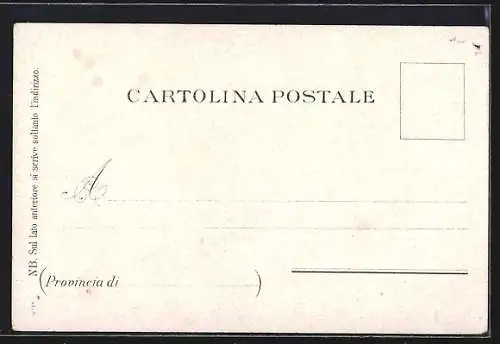 CARTOLINA POSTALE
A
(Provincia di )
NB. Sul lato anteriore si scrive soltanto l'indirizzo.